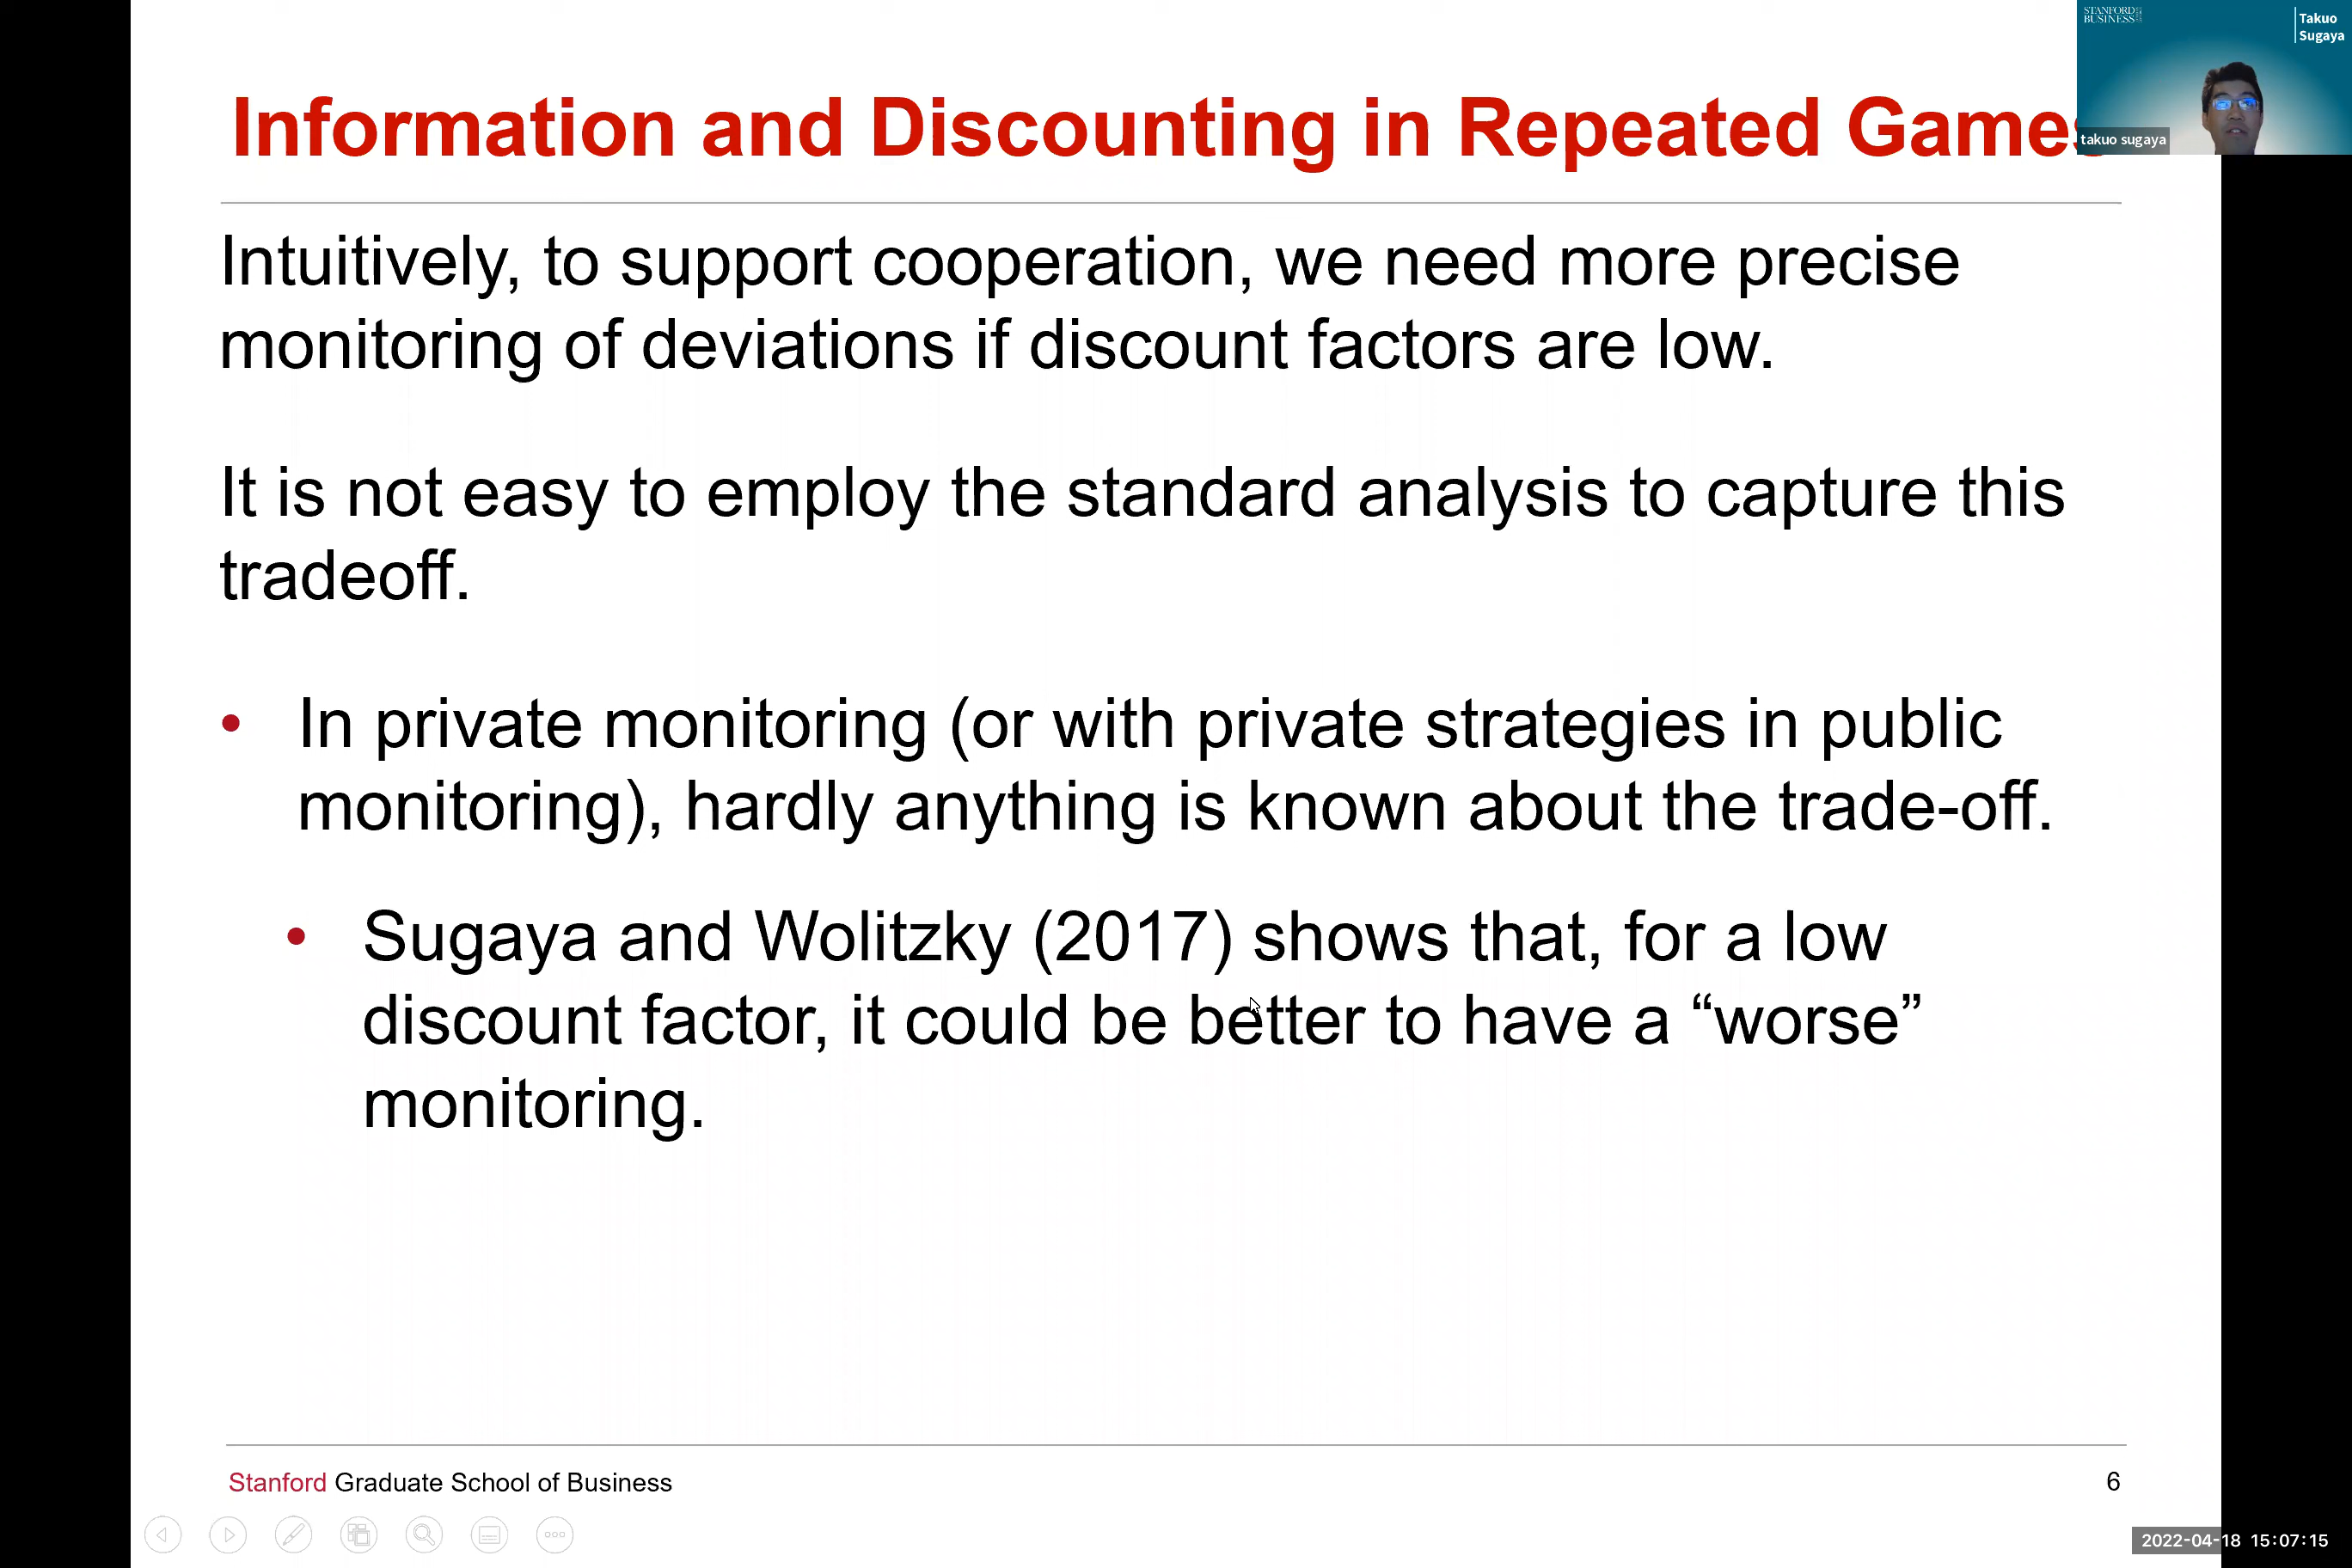 Information and Discounting in Repeated Games
STANFORD
BUSINESS
Takuo
Sugaya
takuo sugaya
Intuitively, to support cooperation, we need more precise
monitoring of deviations if discount factors are low.
It is not easy to employ the standard analysis to capture this
tradeoff.
• In private monitoring (or with private strategies in public
monitoring), hardly anything is known about the trade-off.
• Sugaya and Wolitzky (2017) shows that, for a low
discount factor, it could be better to have a “worse”
monitoring.
Stanford Graduate School of Business
6
2022-04-18 15:07:15